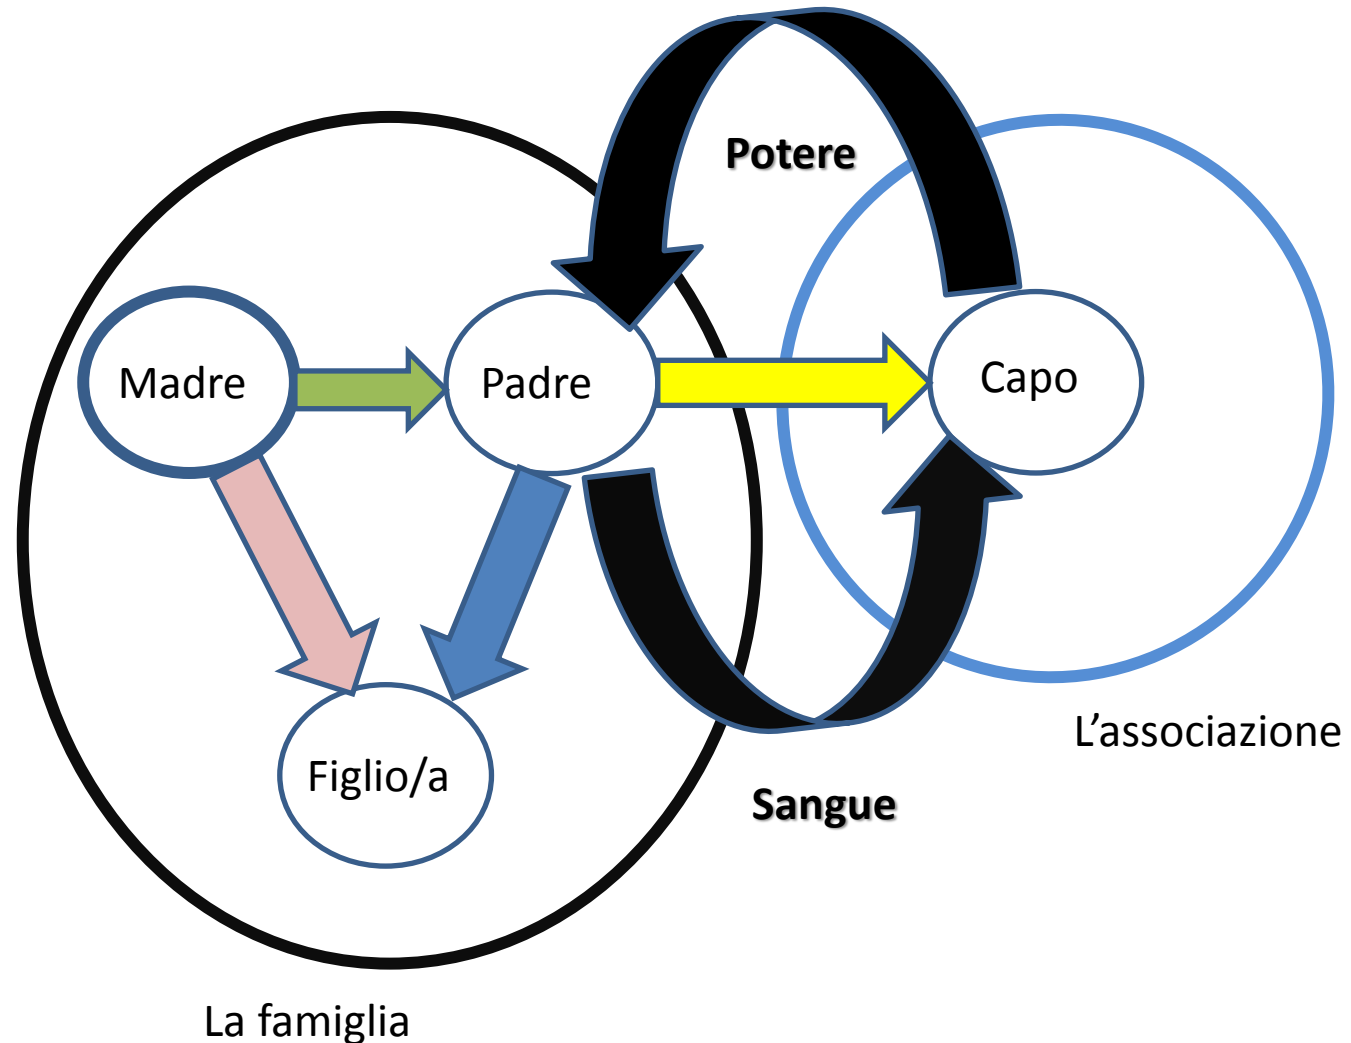 Potere
Madre
Padre
Capo
L’associazione
Figlio/a
Sangue
La famiglia